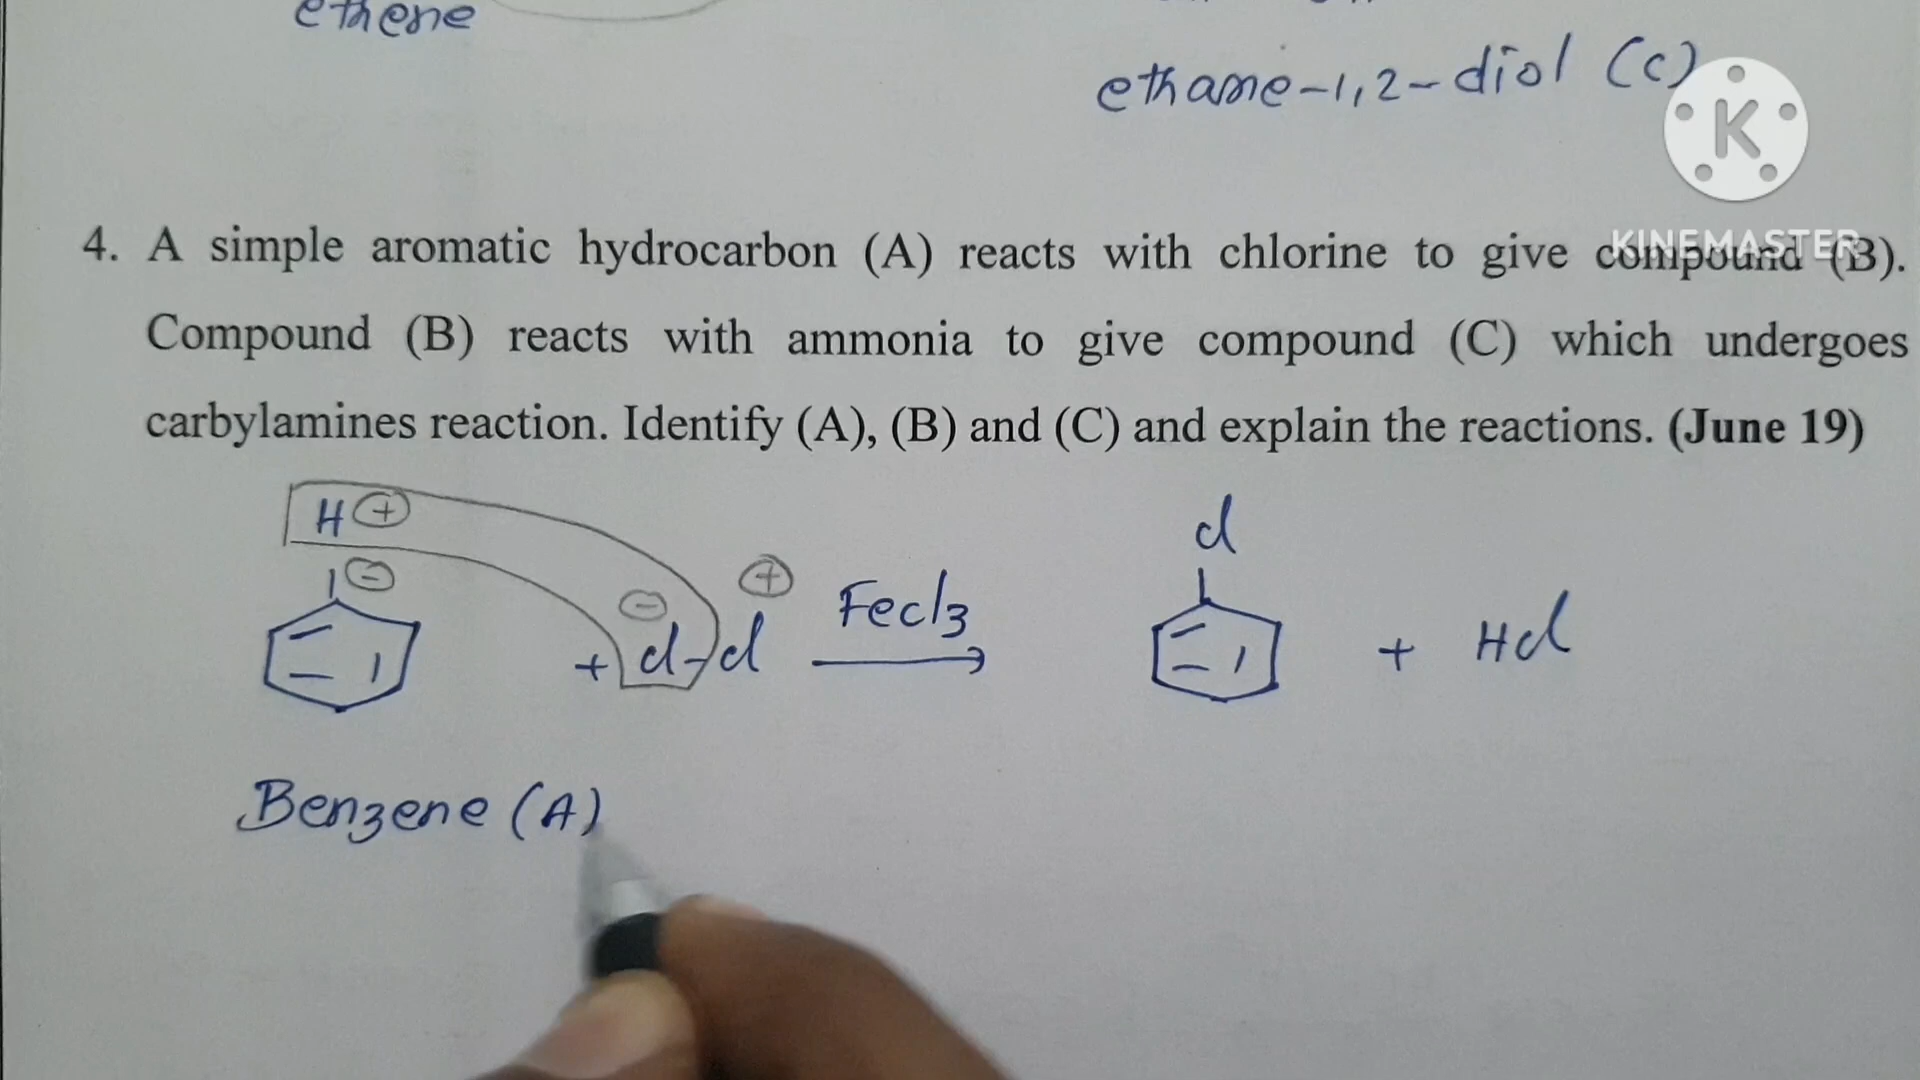 ethene
ethane-1,2-diol (C)
K
KINEMASTER
4. A simple aromatic hydrocarbon (A) reacts with chlorine to give compound (B).
Compound (B) reacts with ammonia to give compound (C) which undergoes
carbylamines reaction. Identify (A), (B) and (C) and explain the reactions. (June 19)
H + Cl
- - + FeCl3
+ Cl-Cl + HCl
Benzene (A)